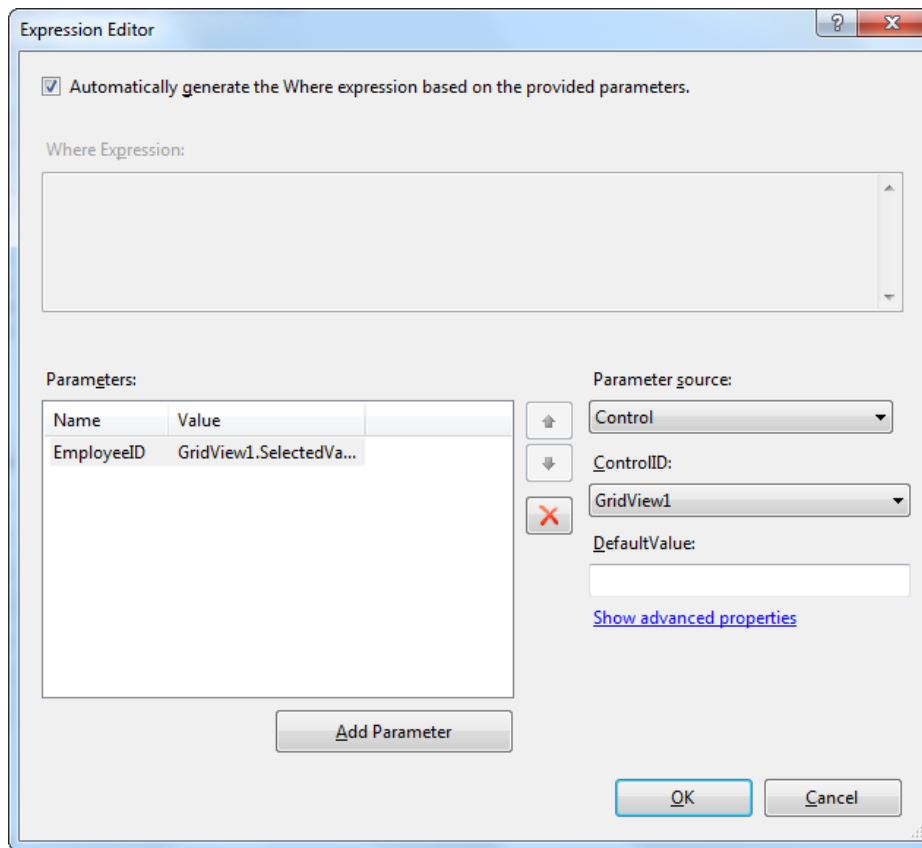 Expression Editor
Automatically generate the Where expression based on the provided parameters.
Where Expression:
Parameters:
Name Value
EmployeeID GridView1.SelectedVa...
Add Parameter
Parameter source:
Control
ControlID:
GridView1
DefaultValue:
Show advanced properties
OK Cancel